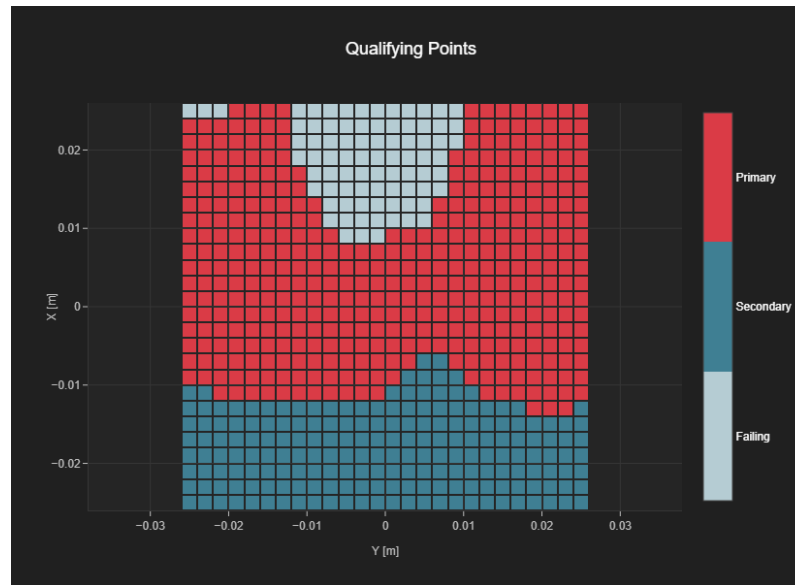 Qualifying Points
0.02
0.01
0
−0.01
−0.02
X [m]
−0.03
−0.02
−0.01
0
0.01
0.02
0.03
Y [m]
Primary
Secondary
Failing